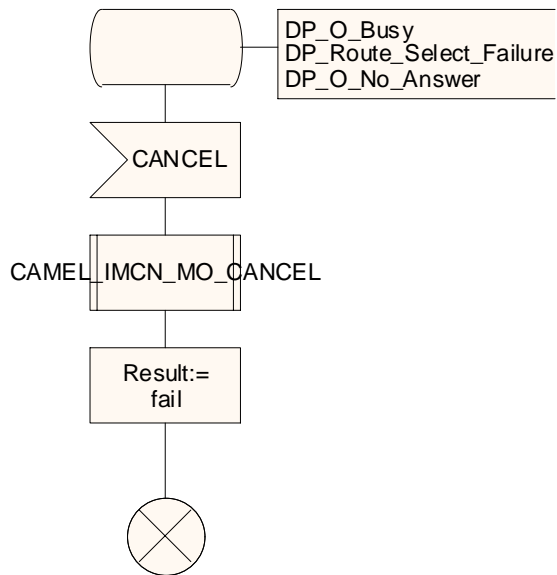 DP_O_Busy
DP_Route_Select_Failure
DP_O_No_Answer
CANCEL
CAMEL_IMCN_MO_CANCEL
Result:=
fail